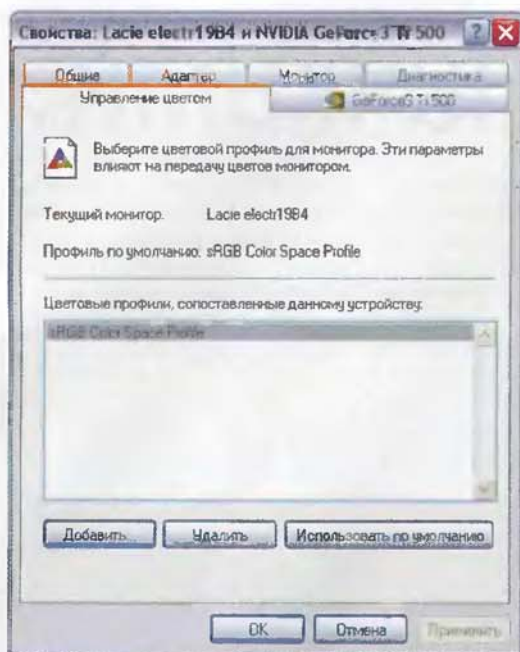 Свойства: Lacie electr19B4 и NVIDIA GeForce3 Ti 500
Общие Адаптер Монитор Диагностика
Управление цветом GeForce3 Ti 500
Выберите цветовой профиль для монитора. Эти параметры
влияют на передачу цветов монитором.
Текущий монитор. Lacie electr19B4
Профиль по умолчанию: sRGB Color Space Profile
Цветовые профили, сопоставленные данному устройству:
sRGB Color Space Profile
Добавить... Удалить Использовать по умолчанию
OK Отмена Применить